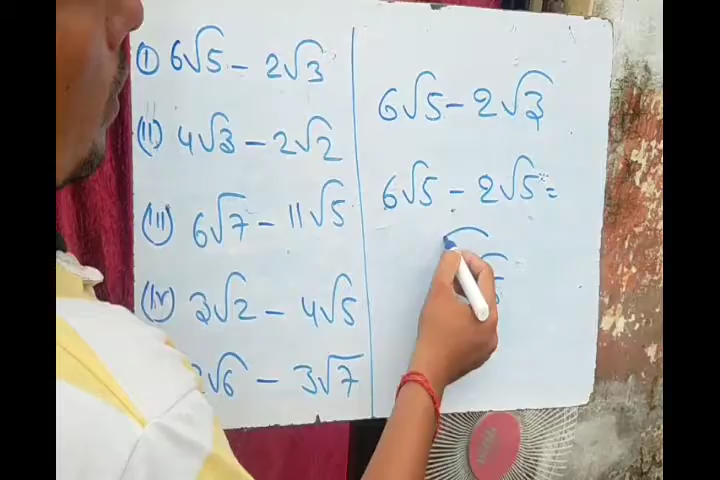 (I) 6√5 - 2√3
(II) 4√3 - 2√2
(III) 6√7 - 11√5
(IV) 3√2 - 4√5
√6 - 3√7
6√5 - 2√3
6√5 - 2√5 =